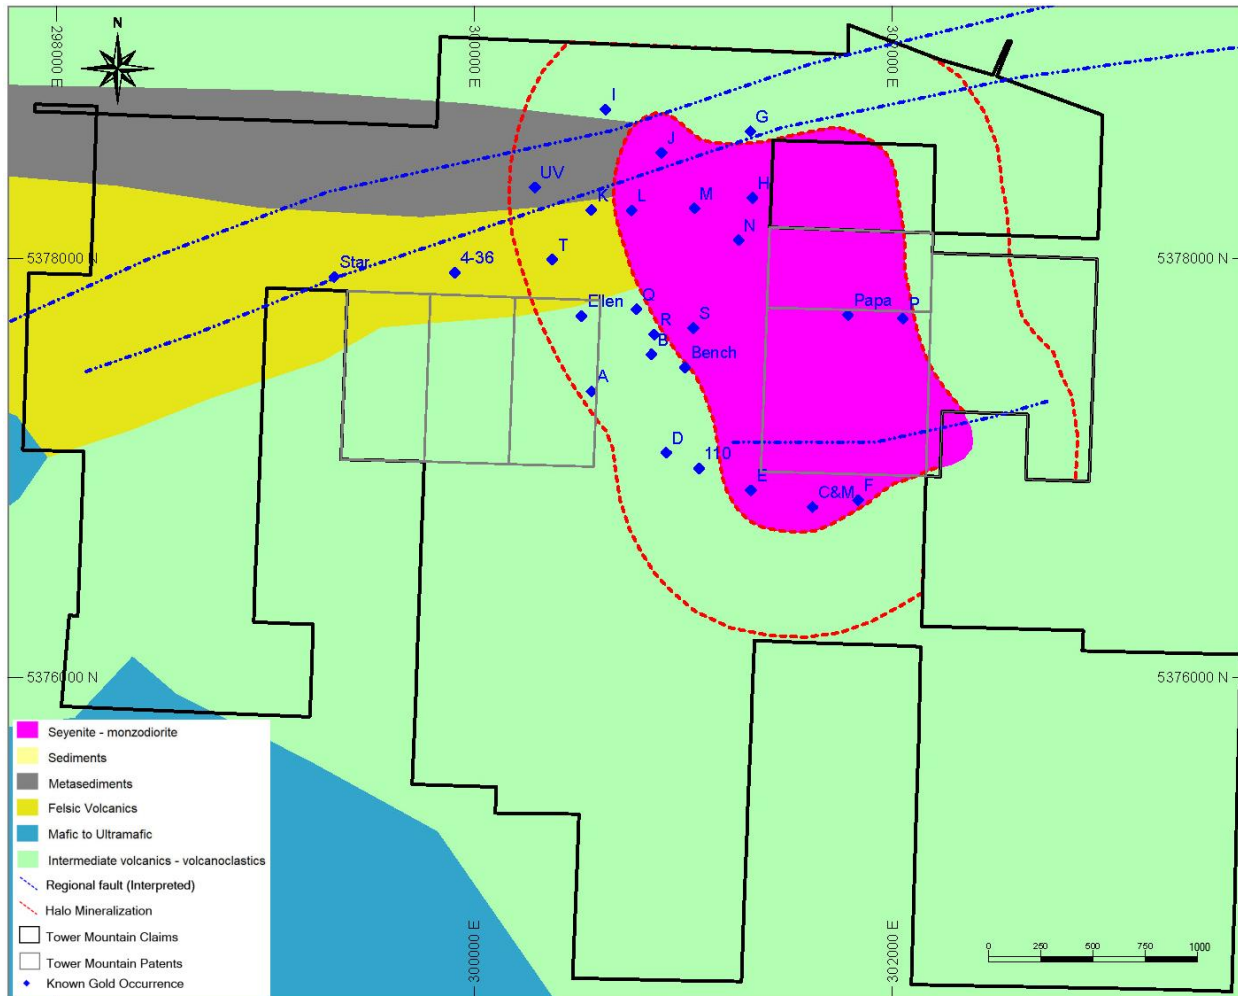 N
298000 E
300000 E
302000 E
I
G
J
UV
H
K
L
M
N
5378000 N
T
Star
4-36
5378000 N
Ellen
Q
Papa
P
R
S
B
Bench
A
D
110
E
C&M
F
5376000 N
5376000 N
Seyenite - monzodiorite
Sediments
Metasediments
Felsic Volcanics
Mafic to Ultramafic
Intermediate volcanics - volcanoclastics
Regional fault (Interpreted)
Halo Mineralization
Tower Mountain Claims
Tower Mountain Patents
Known Gold Occurrence
300000 E
302000 E
0 250 500 750 1000